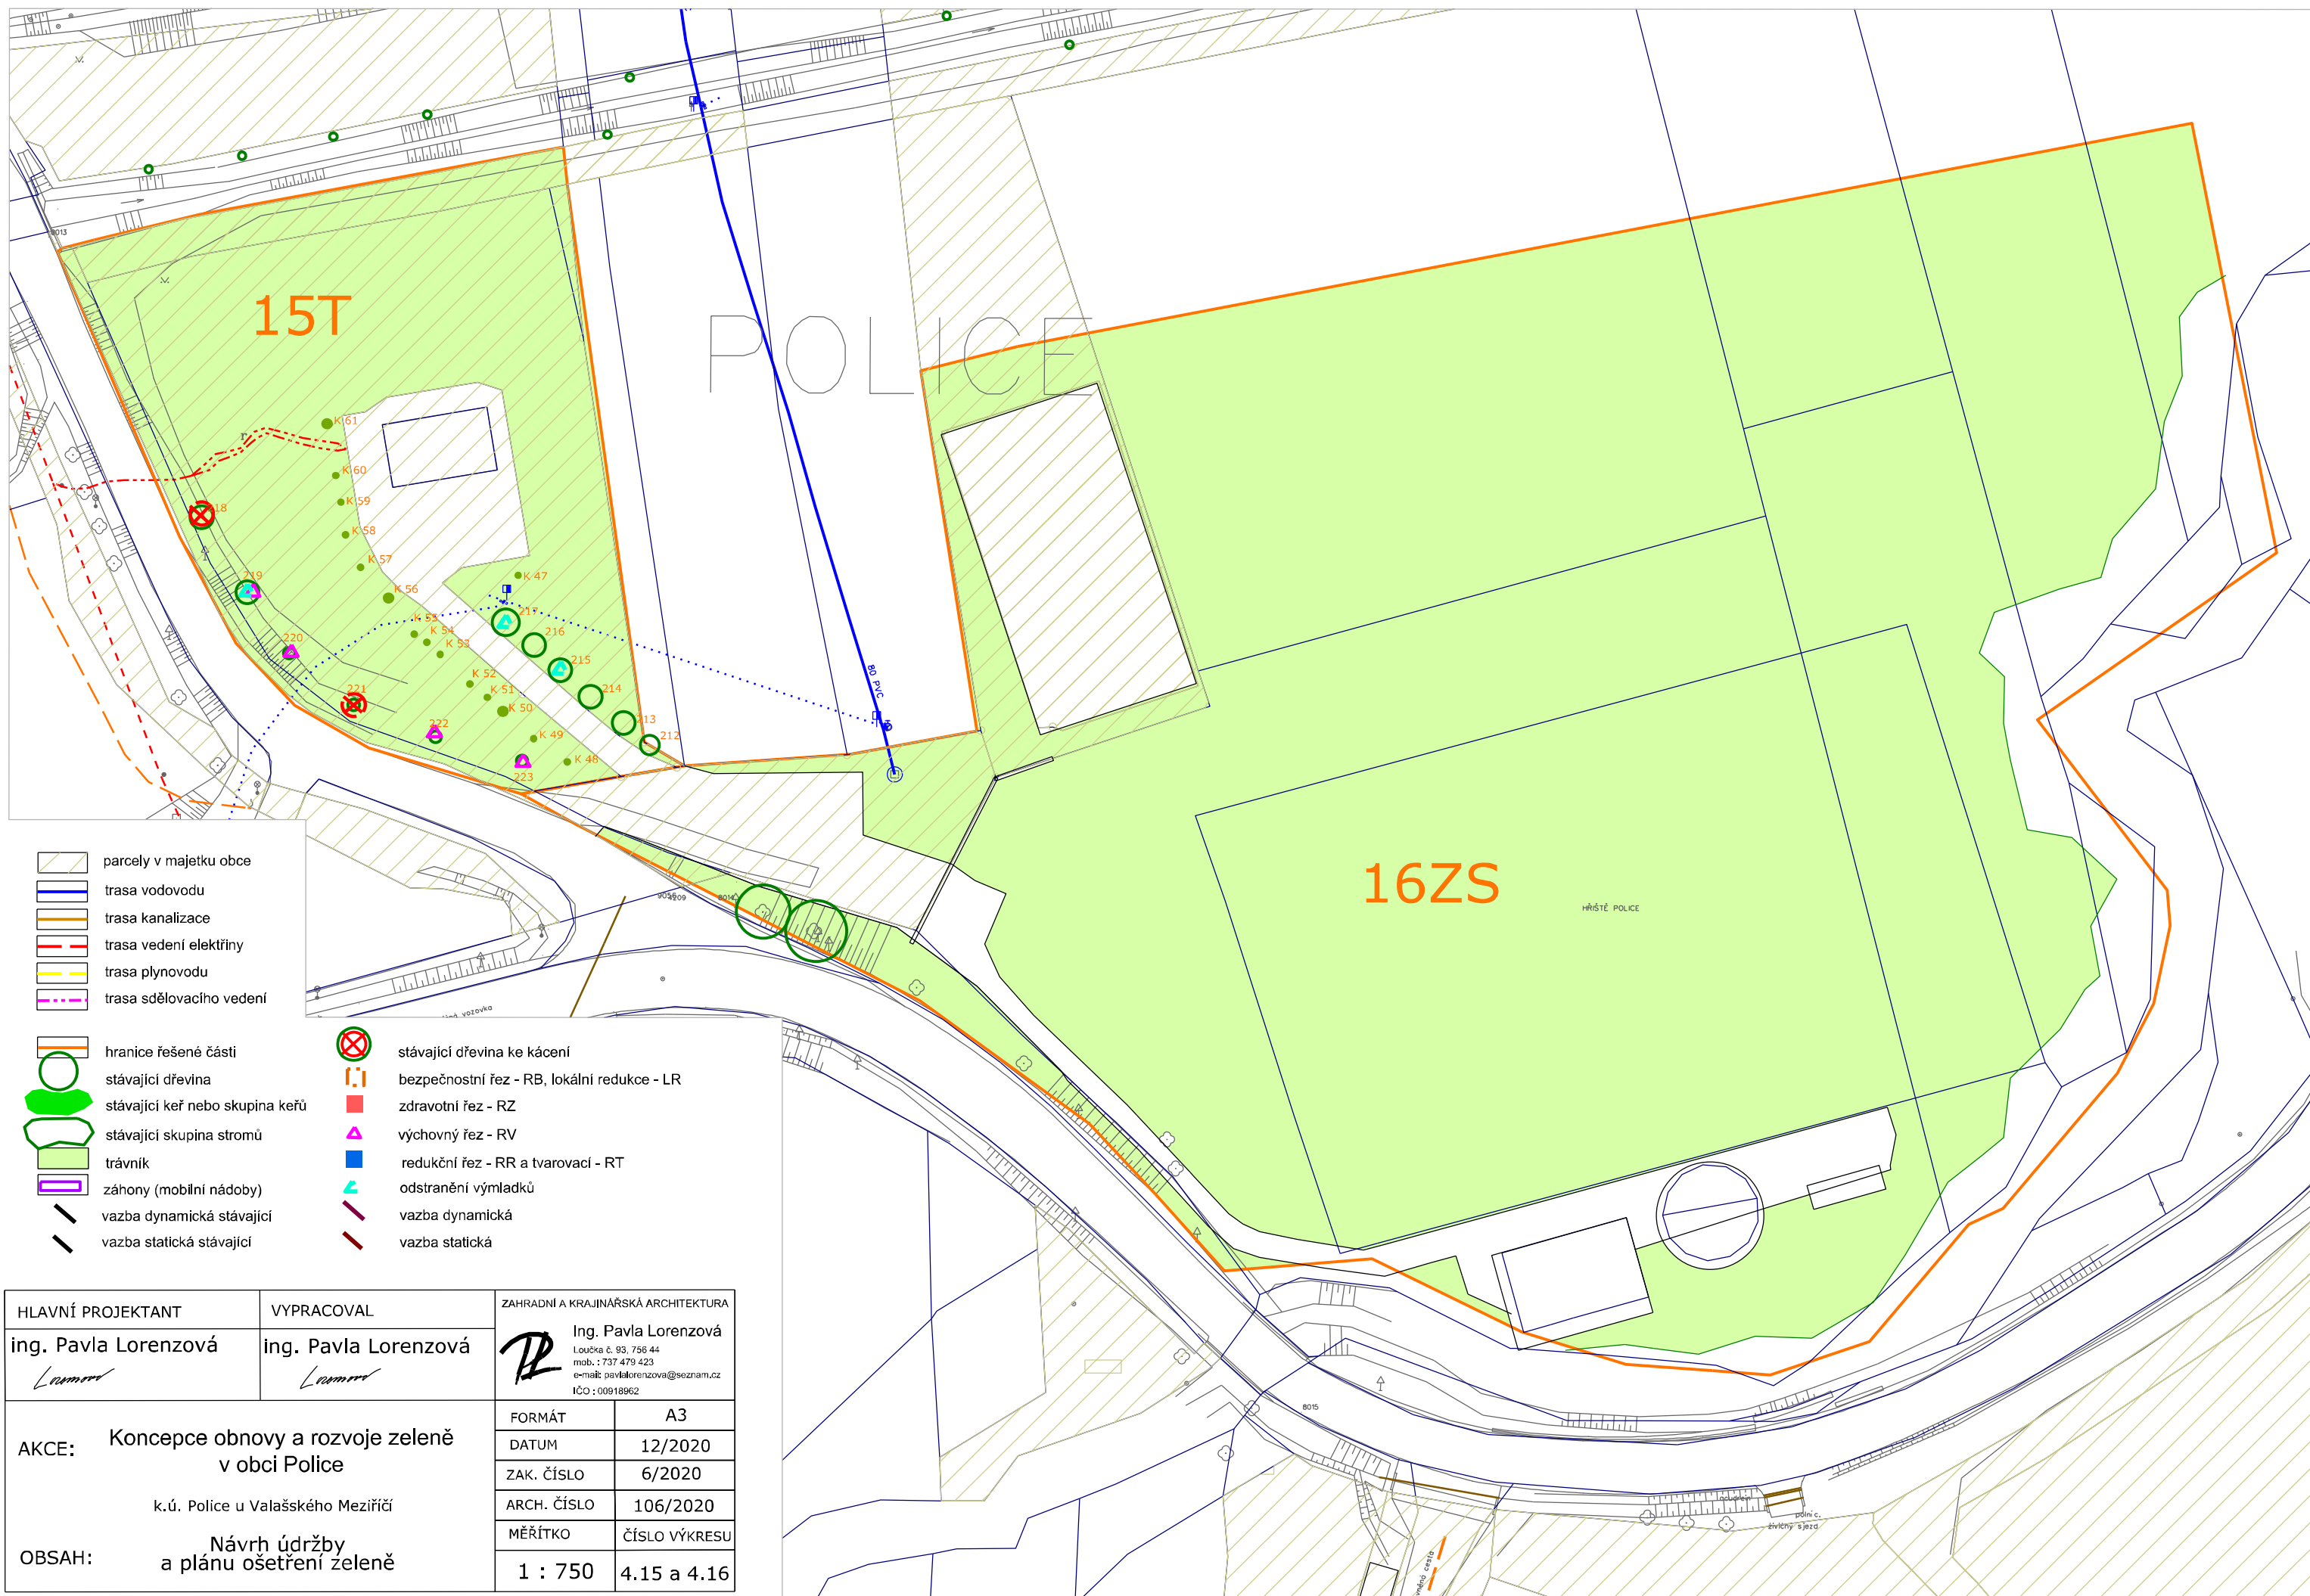 8013
15T
POLICE
r
K 61
K 60
K 59
K 58
K 57
K 56
K 55
K 54
K 53
K 52
K 51
K 50
K 49
K 48
K 47
218
219
220
221
222
223
217
216
215
214
213
212
80 PVC
16ZS
HŘIŠTĚ POLICE
8014
8015
parcely v majetku obce
trasa vodovodu
trasa kanalizace
trasa vedení elektřiny
trasa plynovodu
trasa sdělovacího vedení
hranice řešené části
stávající dřevina
stávající keř nebo skupina keřů
stávající skupina stromů
trávník
záhony (mobilní nádoby)
vazba dynamická stávající
vazba statická stávající
stávající dřevina ke kácení
bezpečnostní řez - RB, lokální redukce - LR
zdravotní řez - RZ
výchovný řez - RV
redukční řez - RR a tvarovací - RT
odstranění výmladků
vazba dynamická
vazba statická
živičný sjezd
HLAVNÍ PROJEKTANT
ing. Pavla Lorenzová
VYPRACOVAL
ing. Pavla Lorenzová
ZAHRADNÍ A KRAJINÁŘSKÁ ARCHITEKTURA
Ing. Pavla Lorenzová
Loučka č. 93, 756 44
mob. : 737 479 423
e-mail: pavlalorenzova@seznam.cz
IČO : 00918962
AKCE: Koncepce obnovy a rozvoje zeleně
v obci Police
k.ú. Police u Valašského Meziříčí
OBSAH: Návrh údržby
a plánu ošetření zeleně
FORMÁT A3
DATUM 12/2020
ZAK. ČÍSLO 6/2020
ARCH. ČÍSLO 106/2020
MĚŘÍTKO ČÍSLO VÝKRESU
1 : 750 4.15 a 4.16